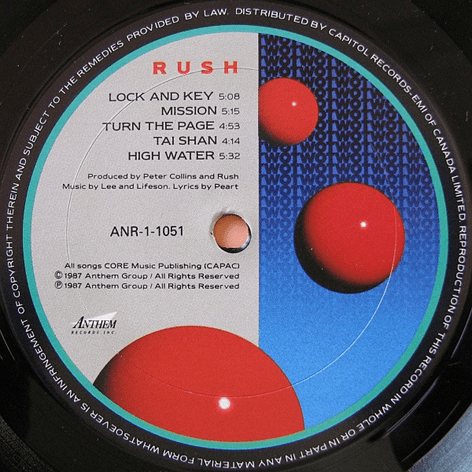 RUSH
LOCK AND KEY 5:08
MISSION 5:15
TURN THE PAGE 4:53
TAI SHAN 4:14
HIGH WATER 5:32
Produced by Peter Collins and Rush
Music by Lee and Lifeson. Lyrics by Peart
ANR-1-1051
All songs CORE Music Publishing (CAPAC)
© 1987 Anthem Group / All Rights Reserved
℗ 1987 Anthem Group / All Rights Reserved
ANTHEM
RECORDS, INC.
DISTRIBUTED BY CAPITOL RECORDS-EMI OF CANADA LIMITED. REPRODUCTION OF THIS RECORD IN WHOLE OR IN PART IN ANY MATERIAL FORM WHATSOEVER IS AN INFRINGEMENT OF COPYRIGHT THEREIN AND SUBJECT TO THE REMEDIES PROVIDED BY LAW.